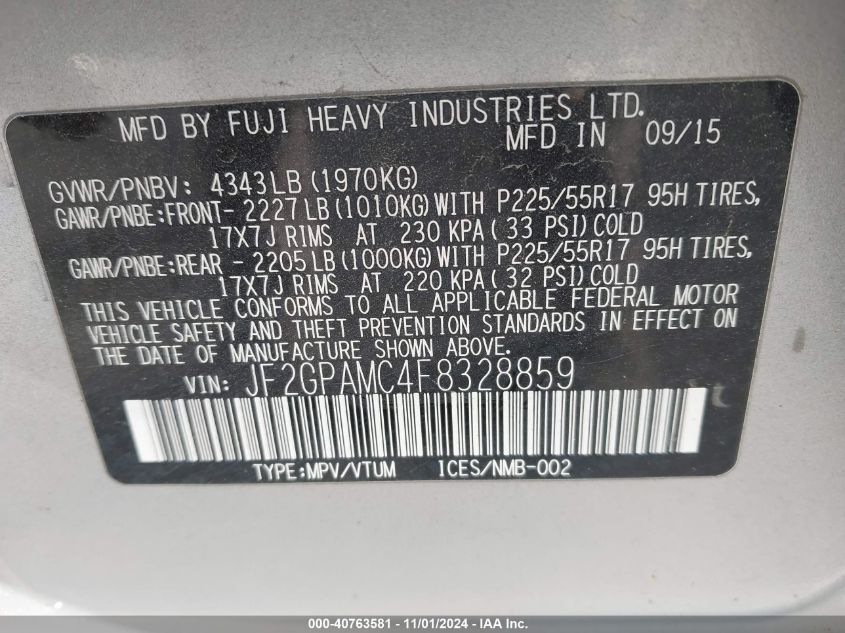 MFD BY FUJI HEAVY INDUSTRIES LTD.
MFD IN 09/15
GVWR/PNBV: 4343LB (1970KG)
GAWR/PNBE:FRONT- 2227 LB (1010KG) WITH P225/55R17 95H TIRES,
17X7J RIMS AT 230 KPA ( 33 PSI) COLD
GAWR/PNBE:REAR - 2205 LB (1000KG) WITH P225/55R17 95H TIRES,
17X7J RIMS AT 220 KPA ( 32 PSI) COLD
THIS VEHICLE CONFORMS TO ALL APPLICABLE FEDERAL MOTOR
VEHICLE SAFETY AND THEFT PREVENTION STANDARDS IN EFFECT ON
THE DATE OF MANUFACTURE SHOWN ABOVE.
VIN: JF2GPAMC4F8328859
TYPE:MPV/VTUM ICES/NMB-002
000-40763581 - 11/01/2024 - IAA, Inc.